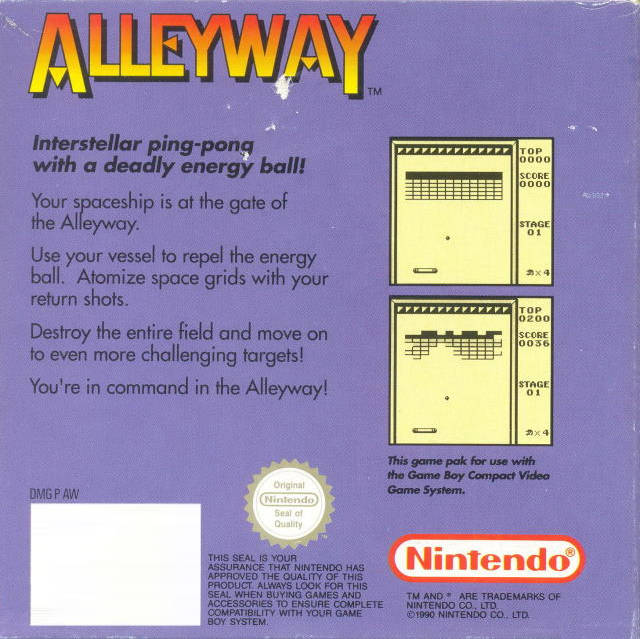 ALLEYWAY TM
Interstellar ping-pong
with a deadly energy ball!
Your spaceship is at the gate of
the Alleyway.
Use your vessel to repel the energy
ball. Atomize space grids with your
return shots.
Destroy the entire field and move on
to even more challenging targets!
You're in command in the Alleyway!
TOP
0000
SCORE
0000
STAGE
01
×4
TOP
0200
SCORE
0036
STAGE
01
×4
This game pak for use with
the Game Boy Compact Video
Game System.
DMG P AW
Original
Nintendo
Seal of
Quality
TM
THIS SEAL IS YOUR
ASSURANCE THAT NINTENDO HAS
APPROVED THE QUALITY OF THIS
PRODUCT. ALWAYS LOOK FOR THIS
SEAL WHEN BUYING GAMES AND
ACCESSORIES TO ENSURE COMPLETE
COMPATIBILITY WITH YOUR GAME
BOY SYSTEM.
Nintendo®
TM AND ® ARE TRADEMARKS OF
NINTENDO CO., LTD.
©1990 NINTENDO CO., LTD.